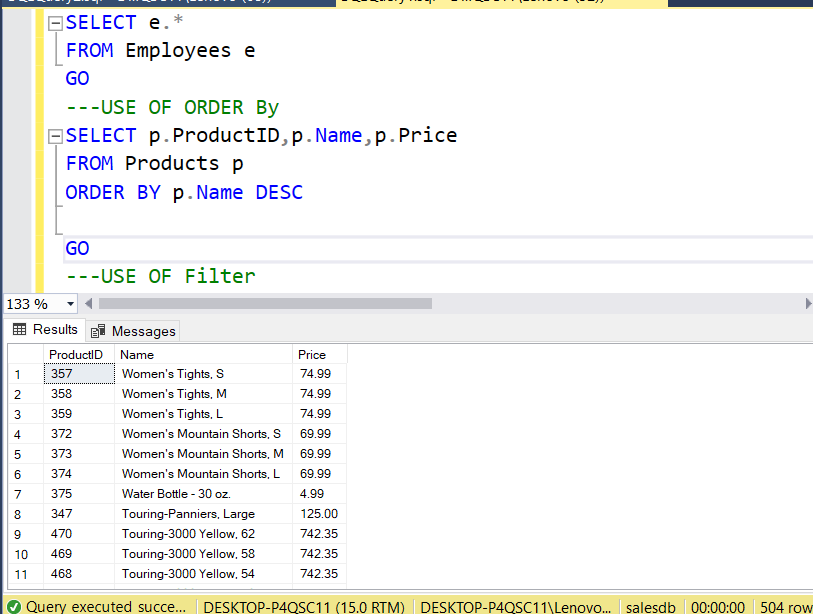 SELECT e.*
FROM Employees e
GO
---USE OF ORDER By
SELECT p.ProductID,p.Name,p.Price
FROM Products p
ORDER BY p.Name DESC
GO
---USE OF Filter
133 %
Results Messages
ProductID Name Price
1 357 Women's Tights, S 74.99
2 358 Women's Tights, M 74.99
3 359 Women's Tights, L 74.99
4 372 Women's Mountain Shorts, S 69.99
5 373 Women's Mountain Shorts, M 69.99
6 374 Women's Mountain Shorts, L 69.99
7 375 Water Bottle - 30 oz. 4.99
8 347 Touring-Panniers, Large 125.00
9 470 Touring-3000 Yellow, 62 742.35
10 469 Touring-3000 Yellow, 58 742.35
11 468 Touring-3000 Yellow, 54 742.35
Query executed succe... DESKTOP-P4QSC11 (15.0 RTM) DESKTOP-P4QSC11\Lenovo... salesdb 00:00:00 504 row